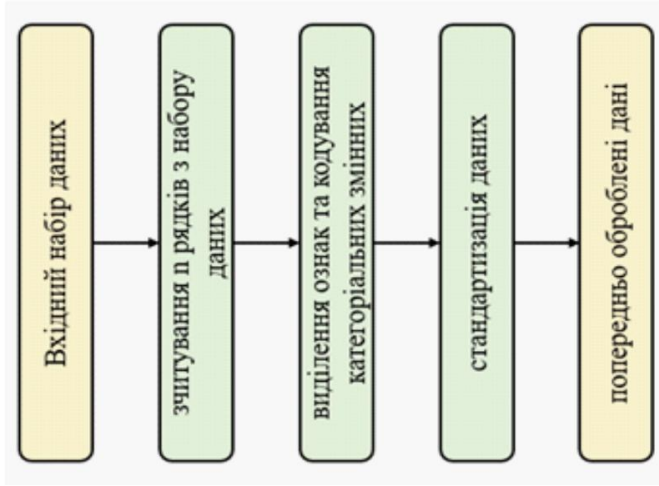 Вхідний набір даних
зчитування n рядків з набору
даних
виділення ознак та кодування
категоріальних змінних
стандартизація даних
попередньо оброблені дані